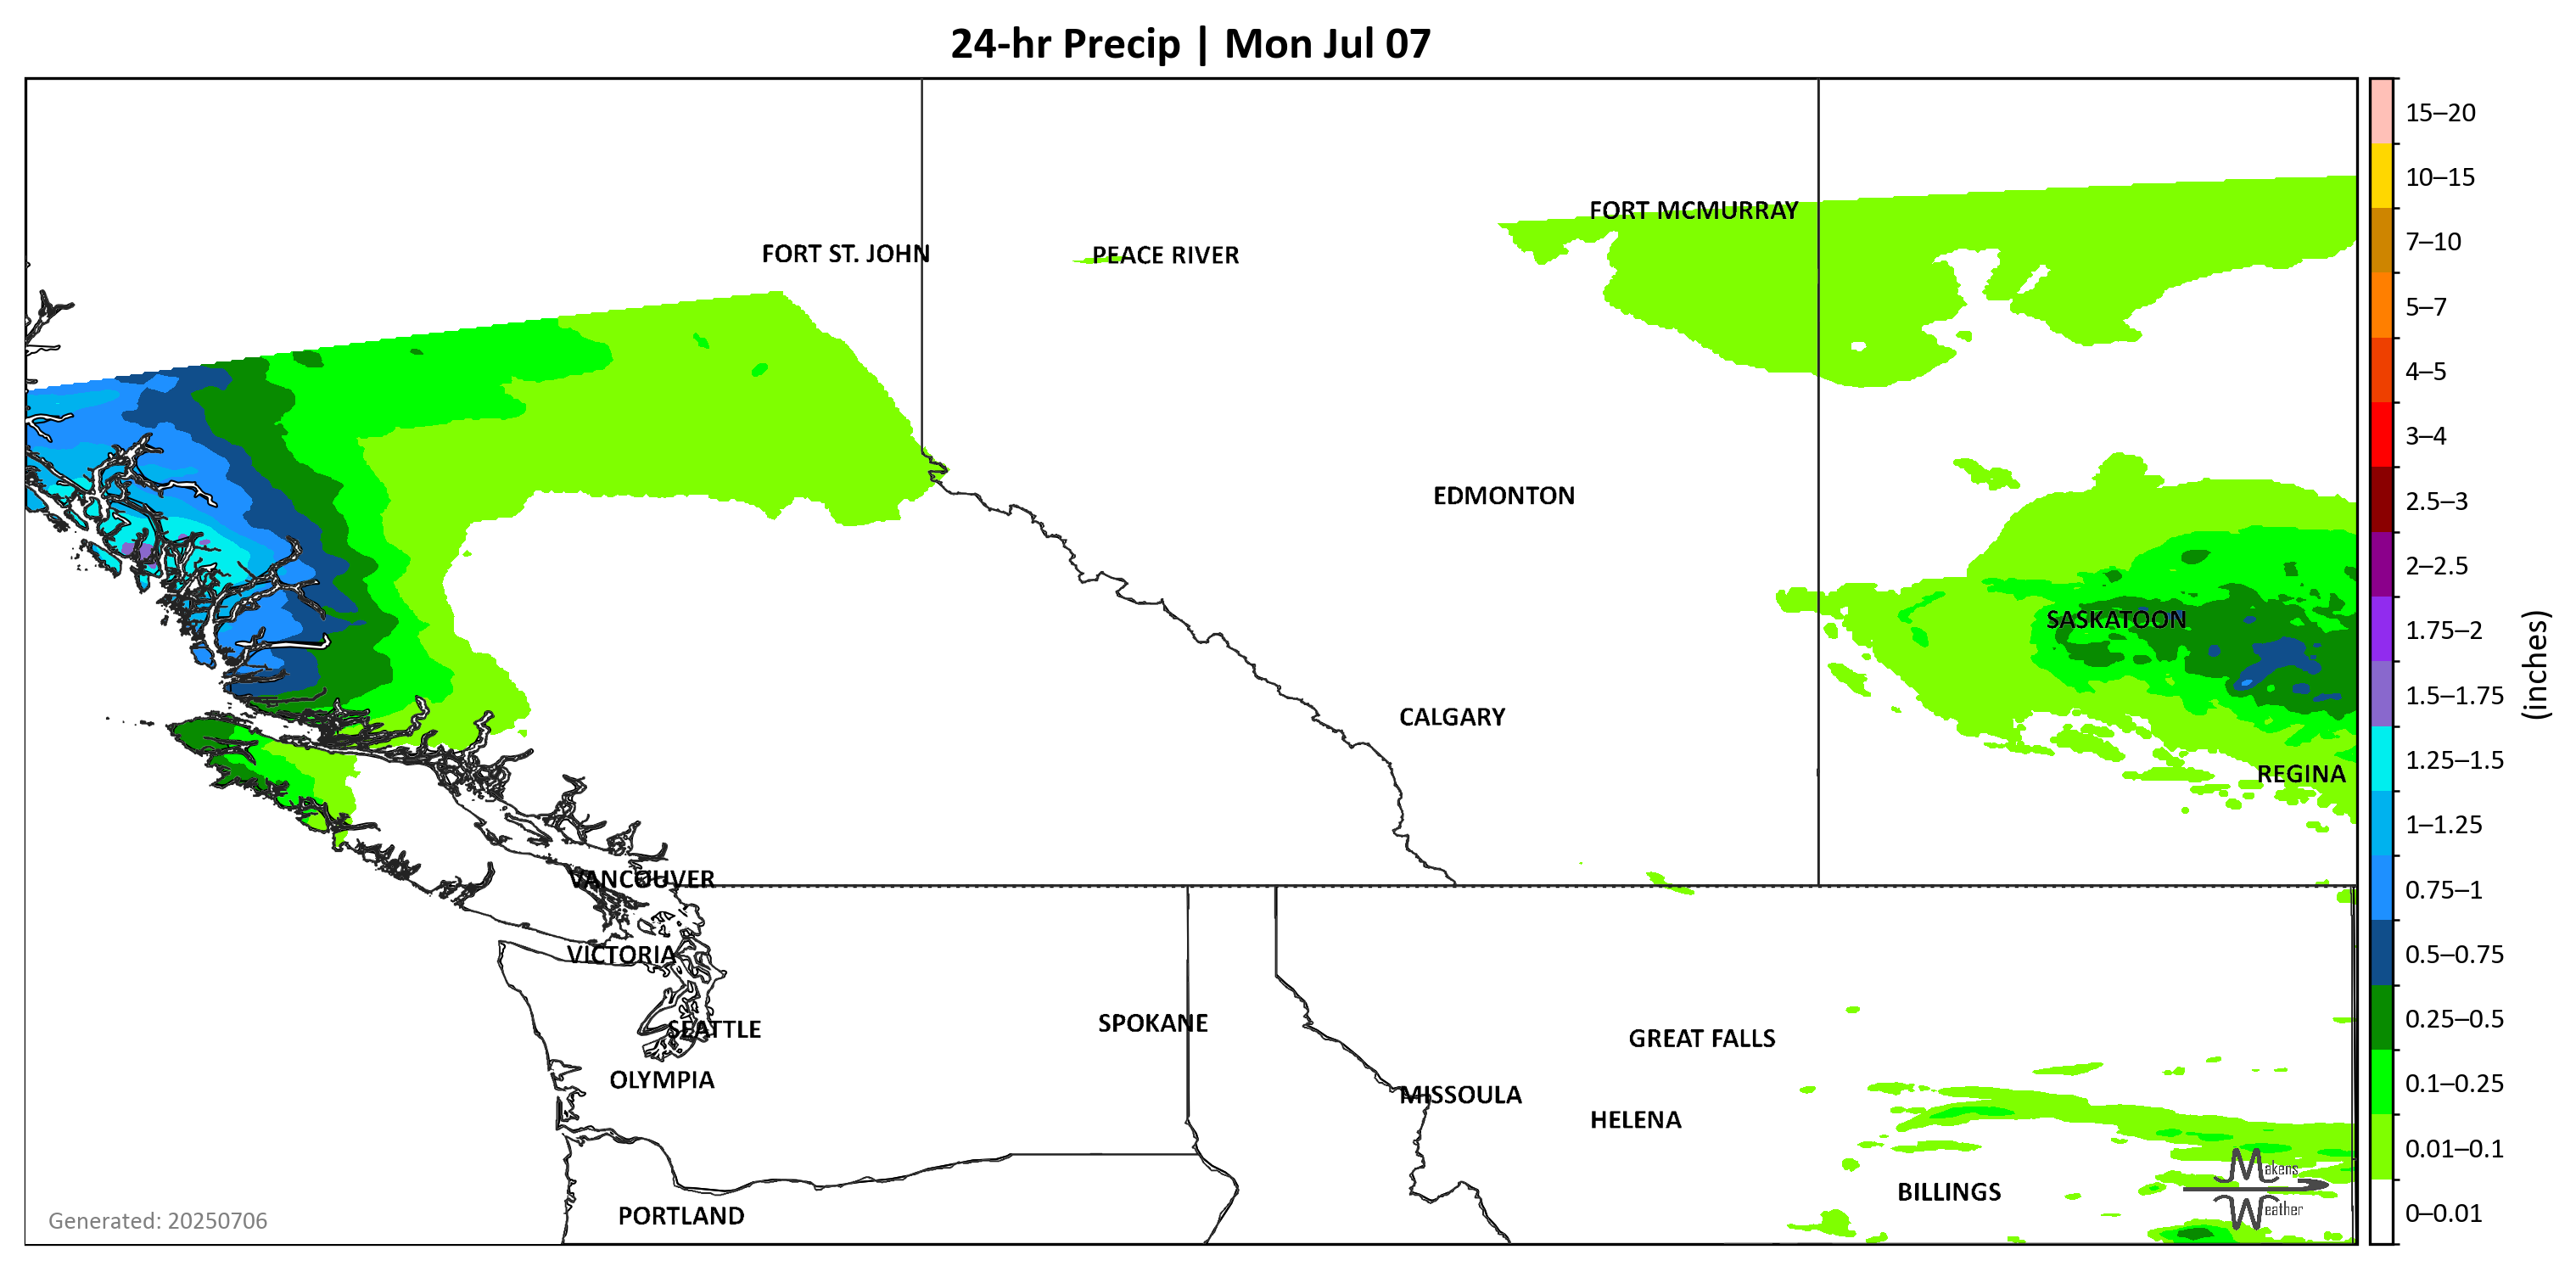 24-hr Precip | Mon Jul 07
FORT MCMURRAY
FORT ST. JOHN
PEACE RIVER
EDMONTON
SASKATOON
CALGARY
REGINA
VANCOUVER
VICTORIA
SPOKANE
SEATTLE
GREAT FALLS
OLYMPIA
MISSOULA
HELENA
BILLINGS
PORTLAND
Makens
Weather
Generated: 20250706
15–20
10–15
7–10
5–7
4–5
3–4
2.5–3
2–2.5
1.75–2
1.5–1.75
1.25–1.5
1–1.25
0.75–1
0.5–0.75
0.25–0.5
0.1–0.25
0.01–0.1
0–0.01
(inches)